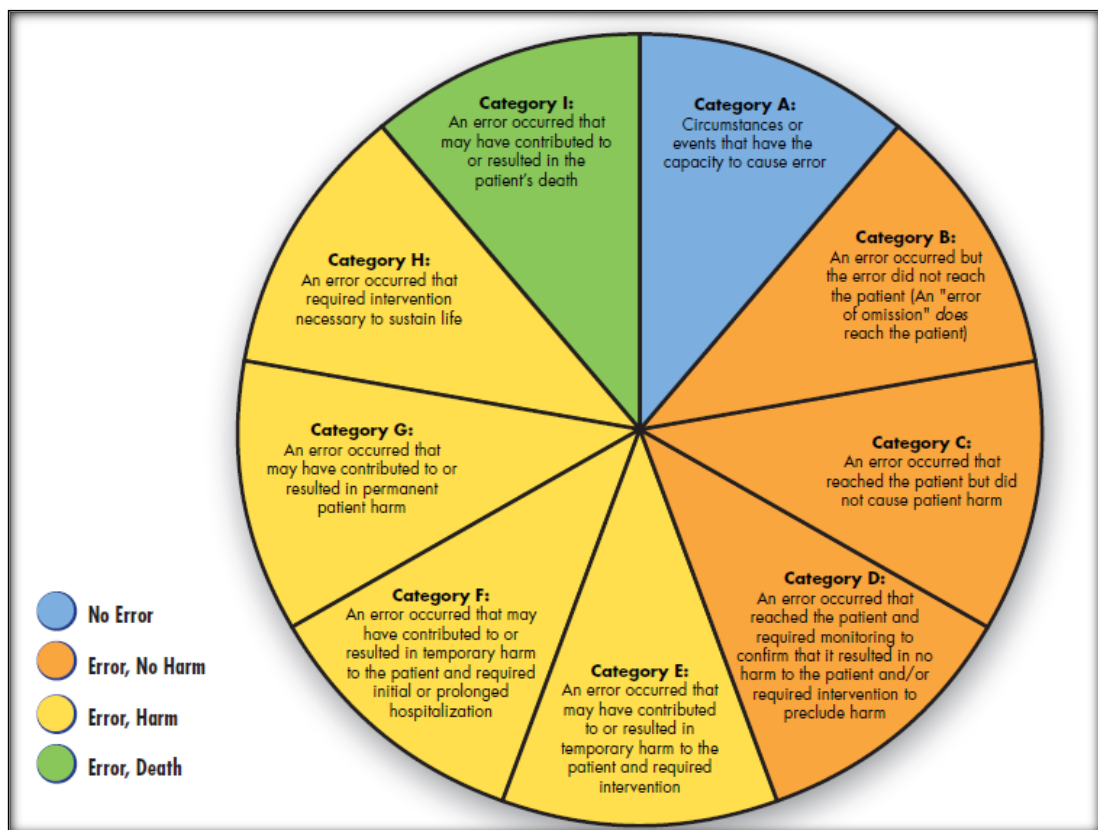 Category I:
An error occurred that
may have contributed to
or resulted in the
patient's death
Category A:
Circumstances or
events that have the
capacity to cause error
Category B:
An error occurred but
the error did not reach
the patient (An "error
of omission" does
reach the patient)
Category C:
An error occurred that
reached the patient but did
not cause patient harm
Category D:
An error occurred that
reached the patient and
required monitoring to
confirm that it resulted in no
harm to the patient and/or
required intervention to
preclude harm
Category E:
An error occurred that
may have contributed
to or resulted in
temporary harm to the
patient and required
intervention
Category F:
An error occurred that may
have contributed to or
resulted in temporary harm
to the patient and required
initial or prolonged
hospitalization
Category G:
An error occurred that
may have contributed to or
resulted in permanent
patient harm
Category H:
An error occurred that
required intervention
necessary to sustain life
No Error
Error, No Harm
Error, Harm
Error, Death